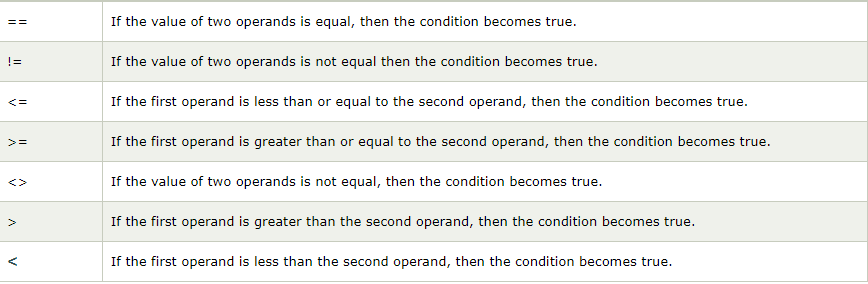 == If the value of two operands is equal, then the condition becomes true.
!= If the value of two operands is not equal then the condition becomes true.
<= If the first operand is less than or equal to the second operand, then the condition becomes true.
>= If the first operand is greater than or equal to the second operand, then the condition becomes true.
<> If the value of two operands is not equal, then the condition becomes true.
> If the first operand is greater than the second operand, then the condition becomes true.
< If the first operand is less than the second operand, then the condition becomes true.